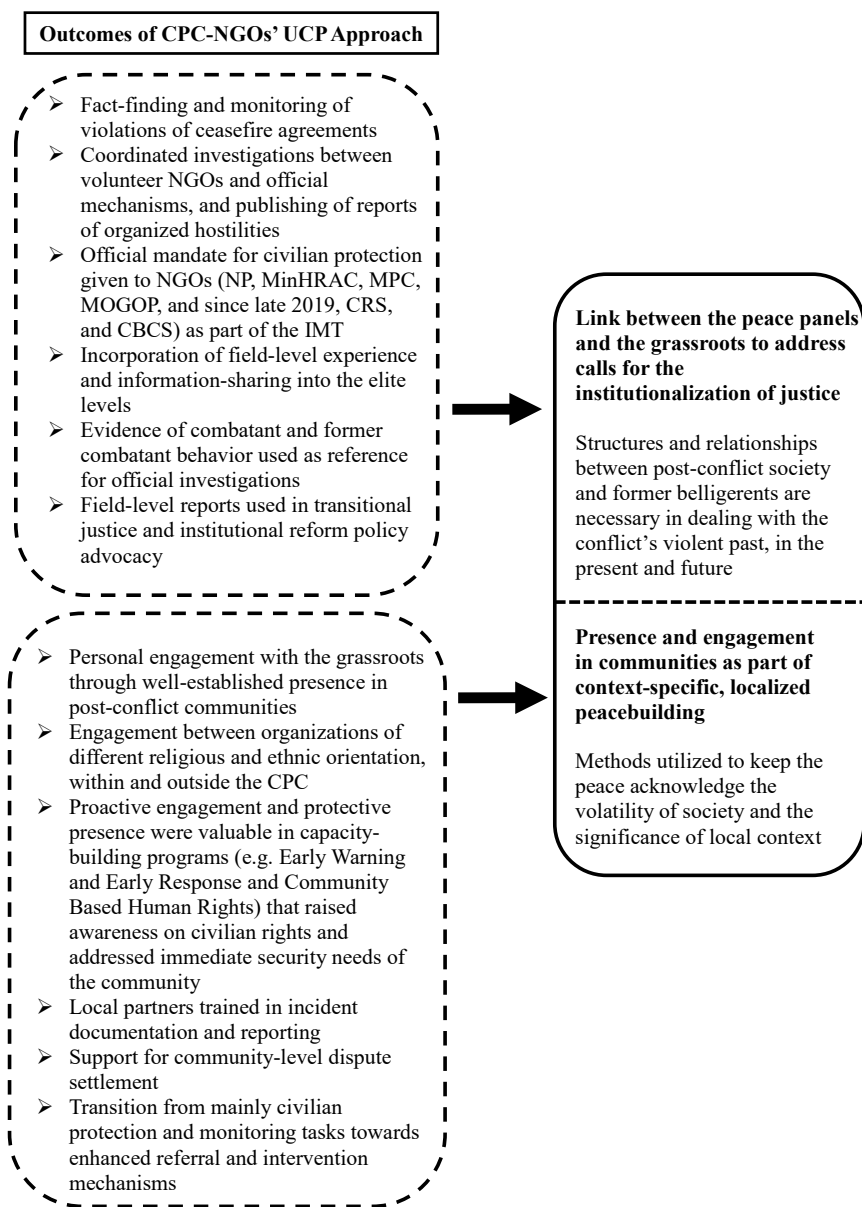 Outcomes of CPC-NGOs' UCP Approach
➢ Fact-finding and monitoring of
violations of ceasefire agreements
➢ Coordinated investigations between
volunteer NGOs and official
mechanisms, and publishing of reports
of organized hostilities
➢ Official mandate for civilian protection
given to NGOs (NP, MinHRAC, MPC,
MOGOP, and since late 2019, CRS,
and CBCS) as part of the IMT
➢ Incorporation of field-level experience
and information-sharing into the elite
levels
➢ Evidence of combatant and former
combatant behavior used as reference
for official investigations
➢ Field-level reports used in transitional
justice and institutional reform policy
advocacy
➢ Personal engagement with the grassroots
through well-established presence in
post-conflict communities
➢ Engagement between organizations of
different religious and ethnic orientation,
within and outside the CPC
➢ Proactive engagement and protective
presence were valuable in capacity-
building programs (e.g. Early Warning
and Early Response and Community
Based Human Rights) that raised
awareness on civilian rights and
addressed immediate security needs of
the community
➢ Local partners trained in incident
documentation and reporting
➢ Support for community-level dispute
settlement
➢ Transition from mainly civilian
protection and monitoring tasks towards
enhanced referral and intervention
mechanisms
Link between the peace panels
and the grassroots to address
calls for the
institutionalization of justice
Structures and relationships
between post-conflict society
and former belligerents are
necessary in dealing with the
conflict's violent past, in the
present and future
Presence and engagement
in communities as part of
context-specific, localized
peacebuilding
Methods utilized to keep the
peace acknowledge the
volatility of society and the
significance of local context